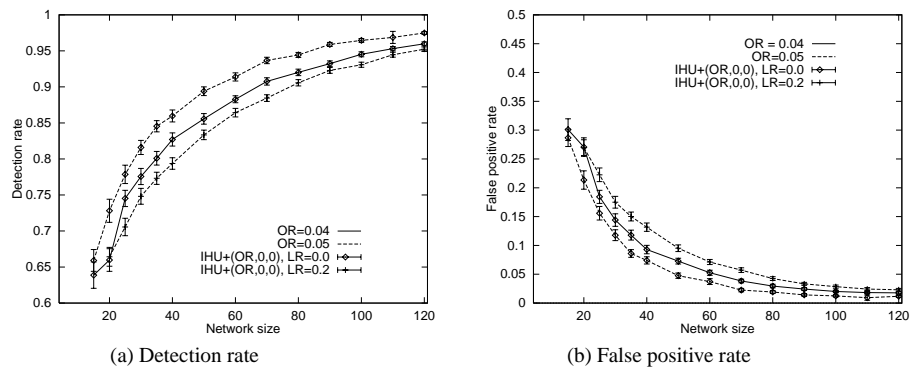 1
0.95
0.9
0.85
0.8
0.75
0.7
0.65
0.6
Detection rate
OR=0.04
OR=0.05
IHU+(OR,0,0), LR=0.0
IHU+(OR,0,0), LR=0.2
20 40 60 80 100 120
Network size
(a) Detection rate
0.5
0.45
0.4
0.35
0.3
0.25
0.2
0.15
0.1
0.05
0
False positive rate
OR = 0.04
OR=0.05
IHU+(OR,0,0), LR=0.0
IHU+(OR,0,0), LR=0.2
20 40 60 80 100 120
Network size
(b) False positive rate